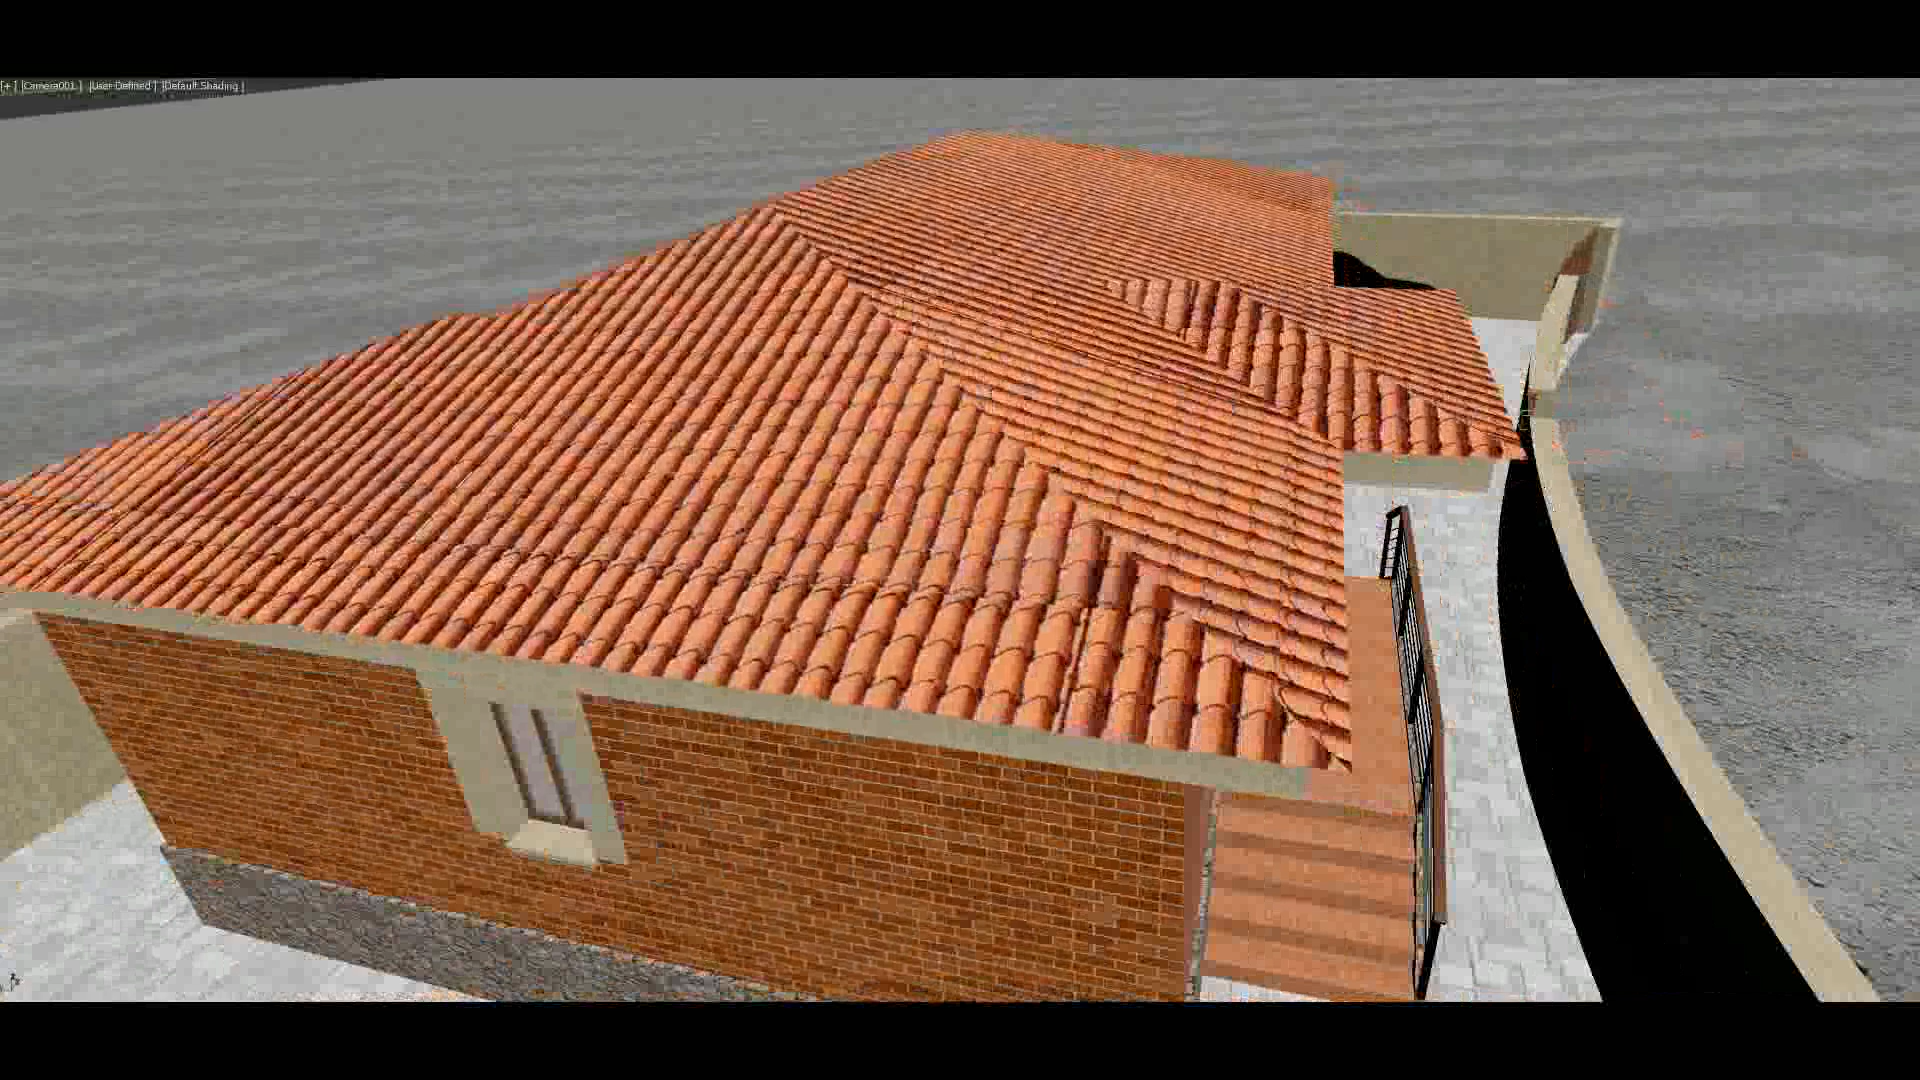 [+ ] [Camera001 ] [User Defined ] [Default Shading ]